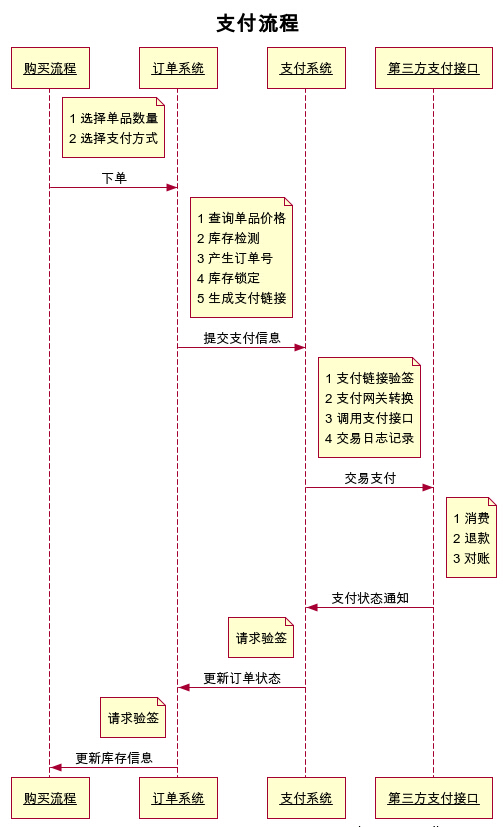 支付流程
购买流程
订单系统
支付系统
第三方支付接口
1 选择单品数量
2 选择支付方式
下单
1 查询单品价格
2 库存检测
3 产生订单号
4 库存锁定
5 生成支付链接
提交支付信息
1 支付链接验签
2 支付网关转换
3 调用支付接口
4 交易日志记录
交易支付
1 消费
2 退款
3 对账
支付状态通知
请求验签
更新订单状态
请求验签
更新库存信息
购买流程
订单系统
支付系统
第三方支付接口